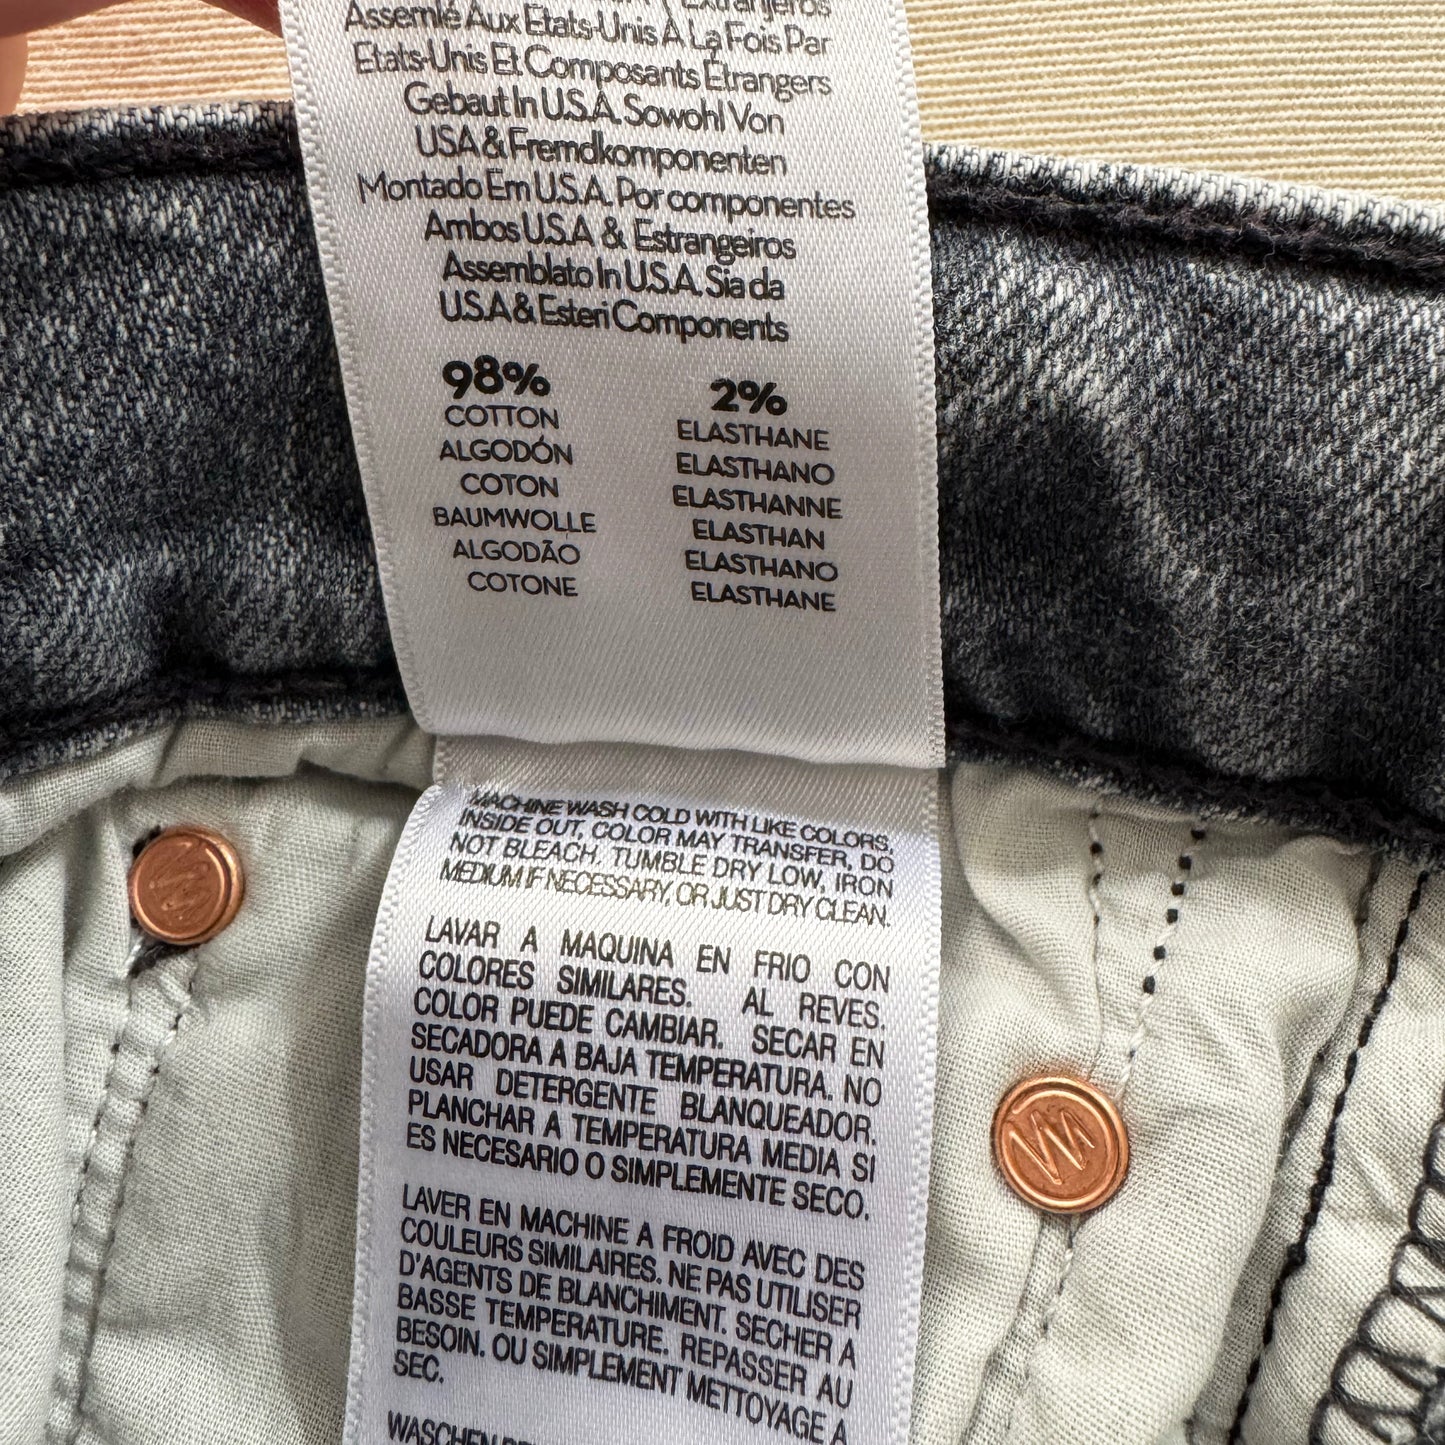 Extranjeros
Assemlé Aux Etats-Unis À La Fois Par
Etats-Unis Et Composants Étrangers
Gebaut In U.S.A. Sowohl Von
USA & Fremdkomponenten
Montado Em U.S.A. Por componentes
Ambos U.S.A & Estrangeiros
Assemblato In U.S.A. Sia da
U.S.A & Esteri Components
98%
COTTON
ALGODÓN
COTON
BAUMWOLLE
ALGODÃO
COTONE
2%
ELASTHANE
ELASTHANO
ELASTHANNE
ELASTHAN
ELASTHANO
ELASTHANE
MACHINE WASH COLD WITH LIKE COLORS,
INSIDE OUT, COLOR MAY TRANSFER, DO
NOT BLEACH. TUMBLE DRY LOW, IRON
MEDIUM IF NECESSARY, OR JUST DRY CLEAN.
LAVAR A MAQUINA EN FRIO CON
COLORES SIMILARES. AL REVES.
COLOR PUEDE CAMBIAR. SECAR EN
SECADORA A BAJA TEMPERATURA. NO
USAR DETERGENTE BLANQUEADOR.
PLANCHAR A TEMPERATURA MEDIA SI
ES NECESARIO O SIMPLEMENTE SECO.
LAVER EN MACHINE A FROID AVEC DES
COULEURS SIMILAIRES. NE PAS UTILISER
D'AGENTS DE BLANCHIMENT. SECHER A
BASSE TEMPERATURE. REPASSER AU
BESOIN. OU SIMPLEMENT METTOYAGE A
SEC.
WASCHEN